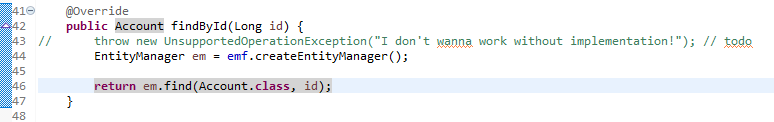 41 @Override
42 public Account findById(Long id) {
43 // throw new UnsupportedOperationException("I don't wanna work without implementation!"); // todo
44 EntityManager em = emf.createEntityManager();
45
46 return em.find(Account.class, id);
47 }
48